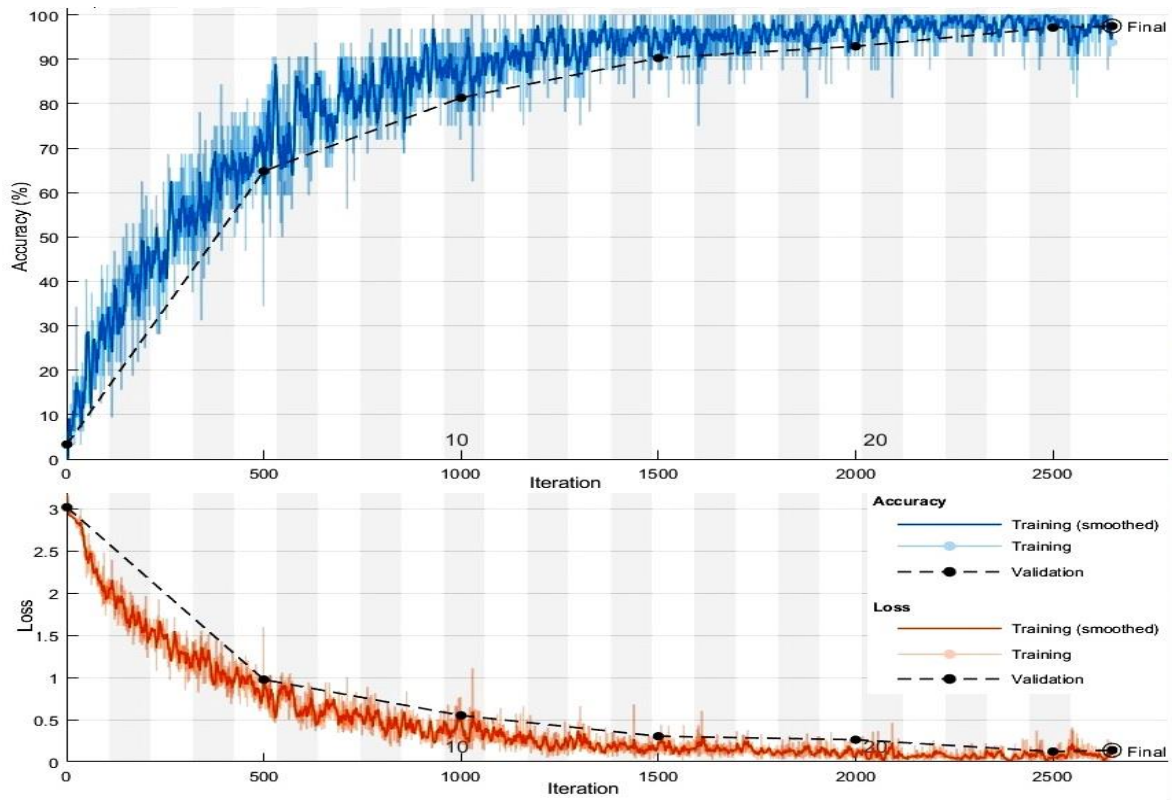 100
90
80
70
60
50
40
30
20
10
0
Accuracy (%)
10
20
Final
0
500
1000
1500
2000
2500
Iteration
3
2.5
2
1.5
1
0.5
0
Loss
10
20
Final
0
500
1000
1500
2000
2500
Iteration
Accuracy
Training (smoothed)
Training
Validation
Loss
Training (smoothed)
Training
Validation